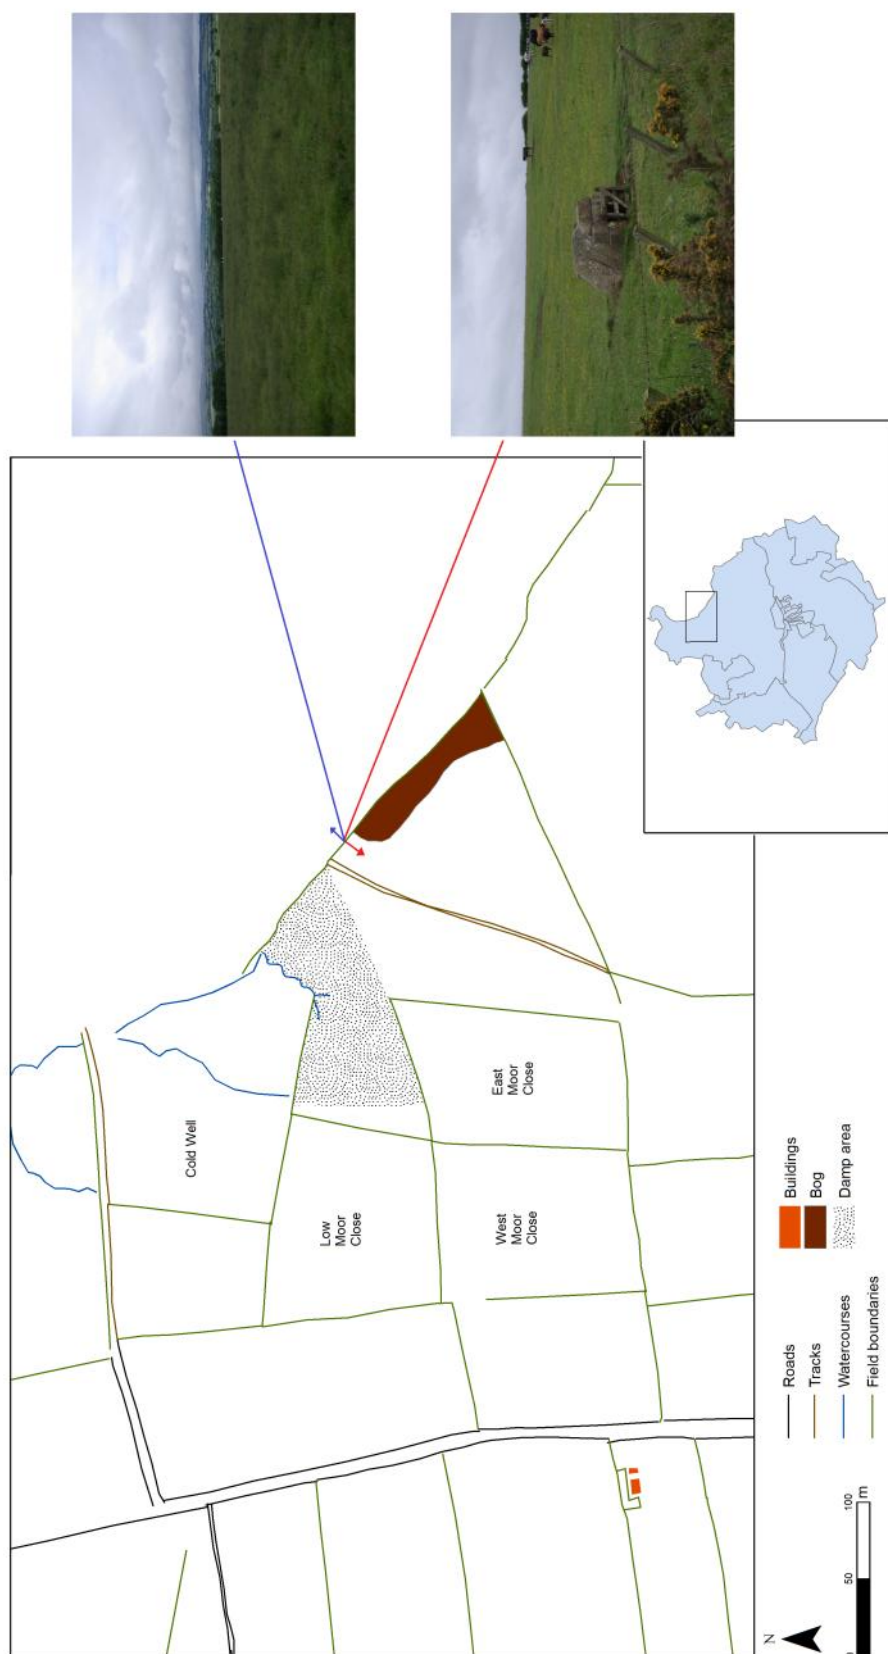 Cold Well
Low
Moor
Close
East
Moor
Close
West
Moor
Close
Roads
Tracks
Watercourses
Field boundaries
Buildings
Bog
Damp area
N
0
50
100
m